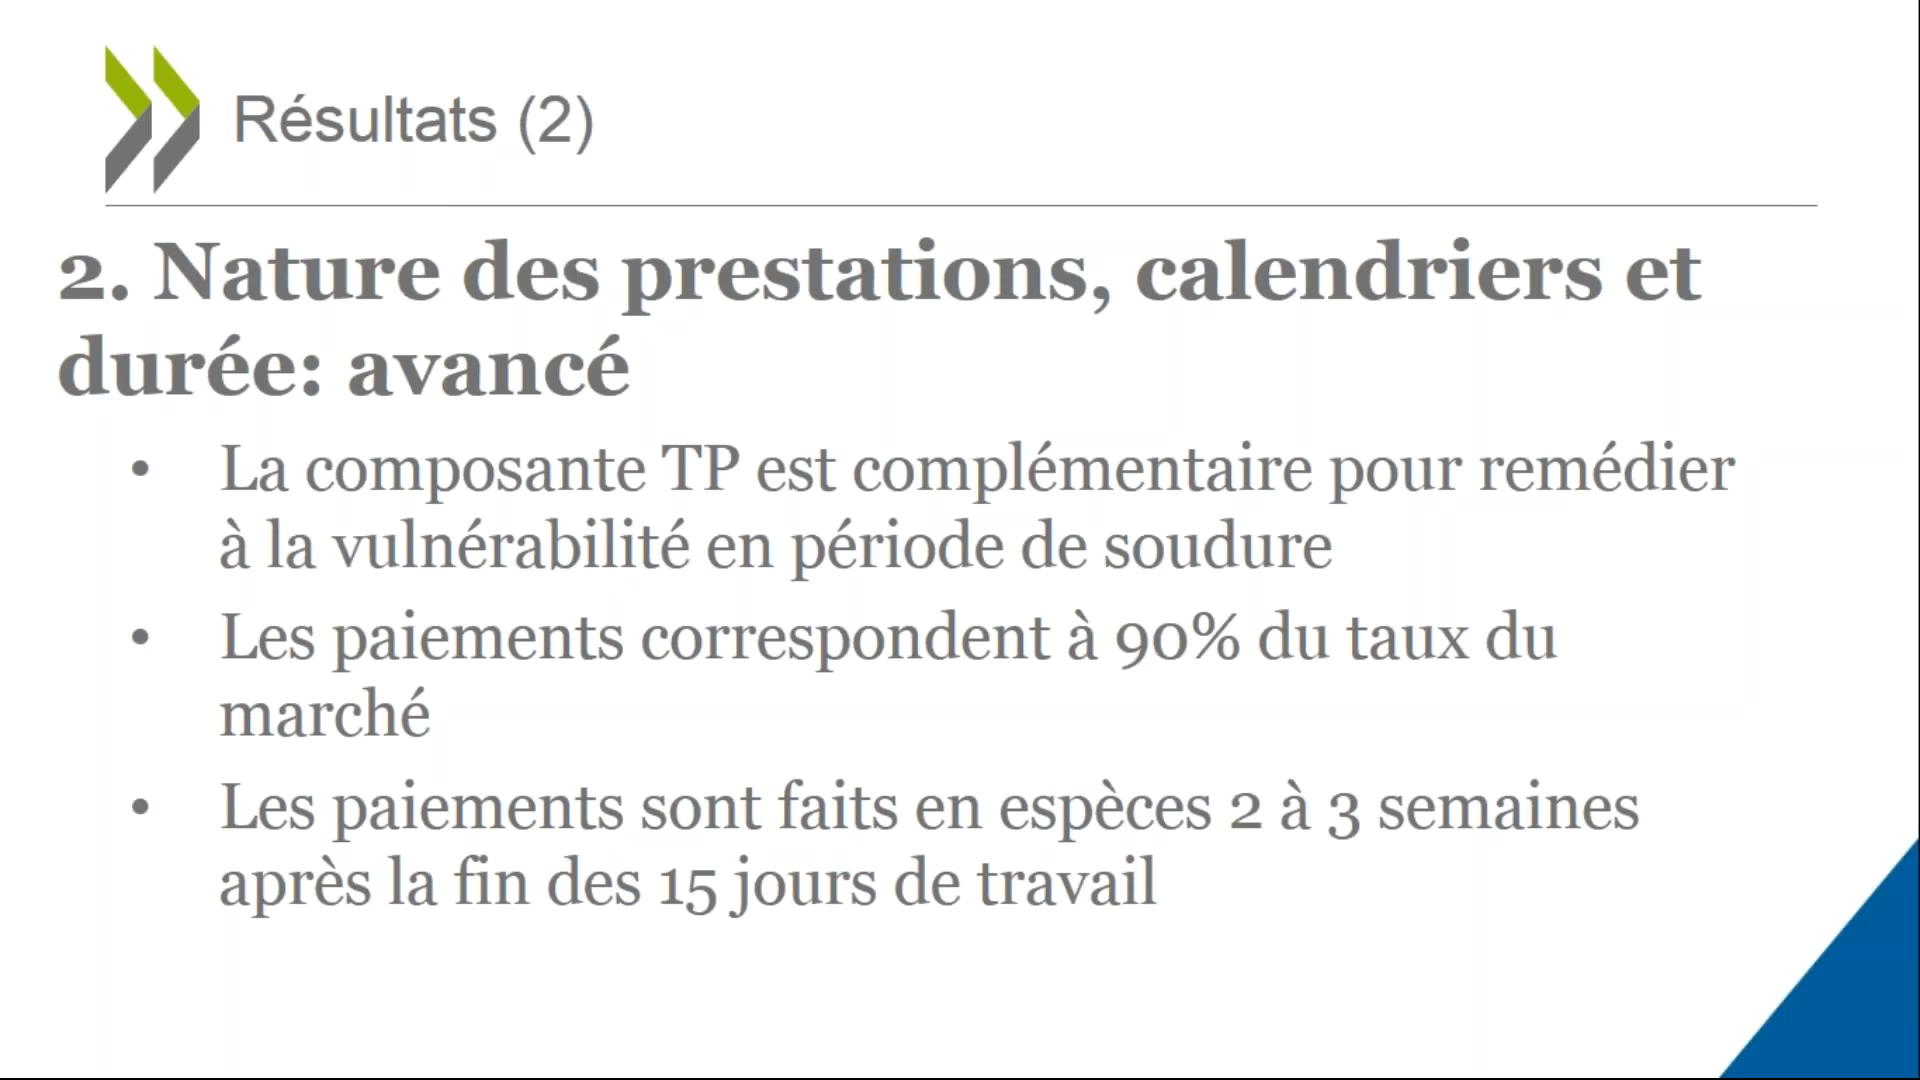 Résultats (2)
2. Nature des prestations, calendriers et
durée: avancé
• La composante TP est complémentaire pour remédier
à la vulnérabilité en période de soudure
• Les paiements correspondent à 90% du taux du
marché
• Les paiements sont faits en espèces 2 à 3 semaines
après la fin des 15 jours de travail